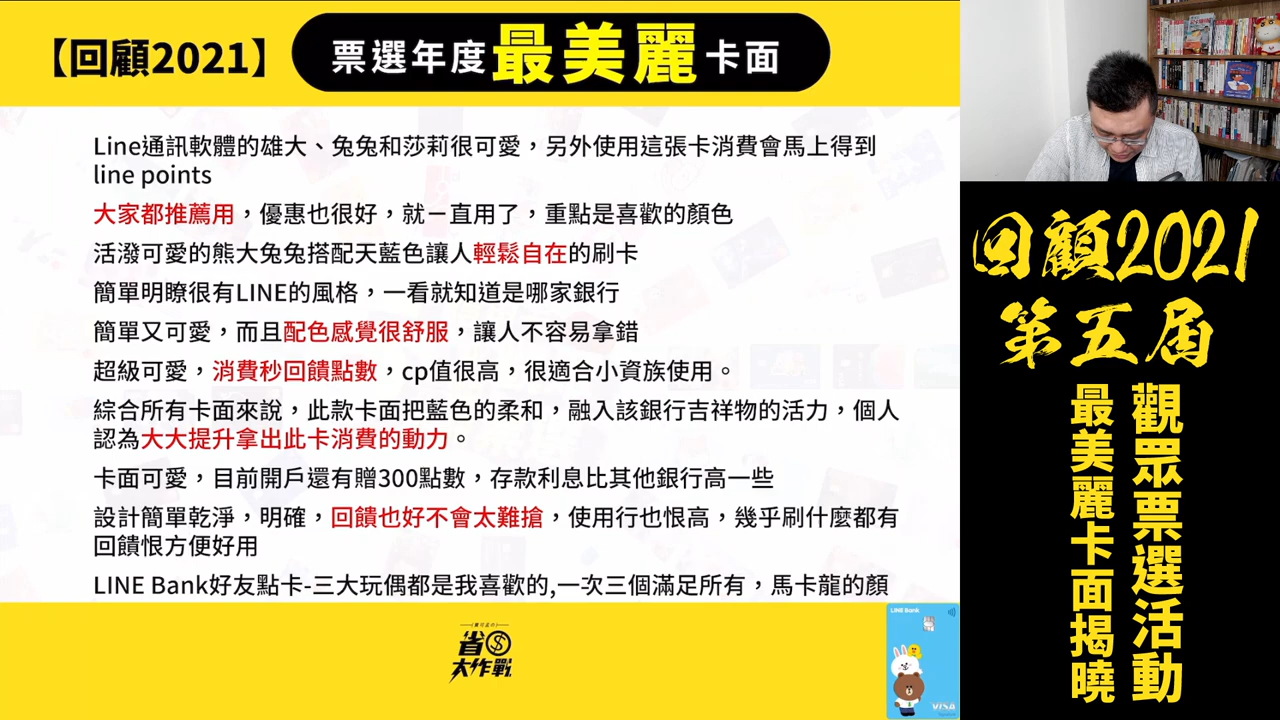 【回顧2021】
票選年度最美麗卡面
Line通訊軟體的雄大、兔兔和莎莉很可愛，另外使用這張卡消費會馬上得到
line points
大家都推薦用，優惠也很好，就一直用了，重點是喜歡的顏色
活潑可愛的熊大兔兔搭配天藍色讓人輕鬆自在的刷卡
簡單明瞭很有LINE的風格，一看就知道是哪家銀行
簡單又可愛，而且配色感覺很舒服，讓人不容易拿錯
超級可愛，消費秒回饋點數，cp值很高，很適合小資族使用。
綜合所有卡面來說，此款卡面把藍色的柔和，融入該銀行吉祥物的活力，個人
認為大大提升拿出此卡消費的動力。
卡面可愛，目前開戶還有贈300點數，存款利息比其他銀行高一些
設計簡單乾淨，明確，回饋也好不會太難搶，使用行也恨高，幾乎刷什麼都有
回饋恨方便好用
LINE Bank好友點卡-三大玩偶都是我喜歡的,一次三個滿足所有，馬卡龍的顏
省
大作戰
LINE Bank
VISA
回顧2021
第五屆
觀眾票選活動
最美麗卡面揭曉